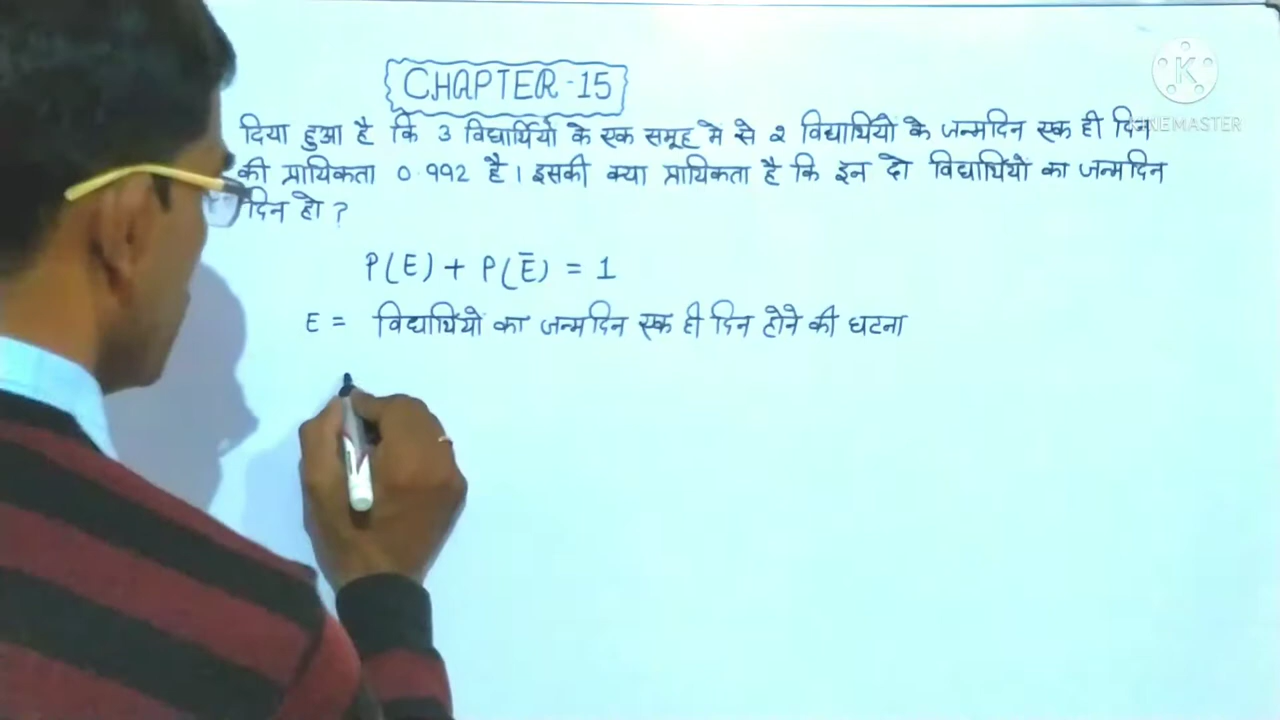 CHAPTER-15
दिया हुआ है कि 3 विद्यार्थियों के एक समूह मे से 2 विद्यार्थियों के जन्मदिन एक ही दिन
की प्रायिकता 0.992 है। इसकी क्या प्रायिकता है कि इन दो विद्यार्थियों का जन्मदिन
दिन हो ?
P(E) + P(Ē) = 1
E = विद्यार्थियों का जन्मदिन एक ही दिन होने की घटना
K
KINEMASTER